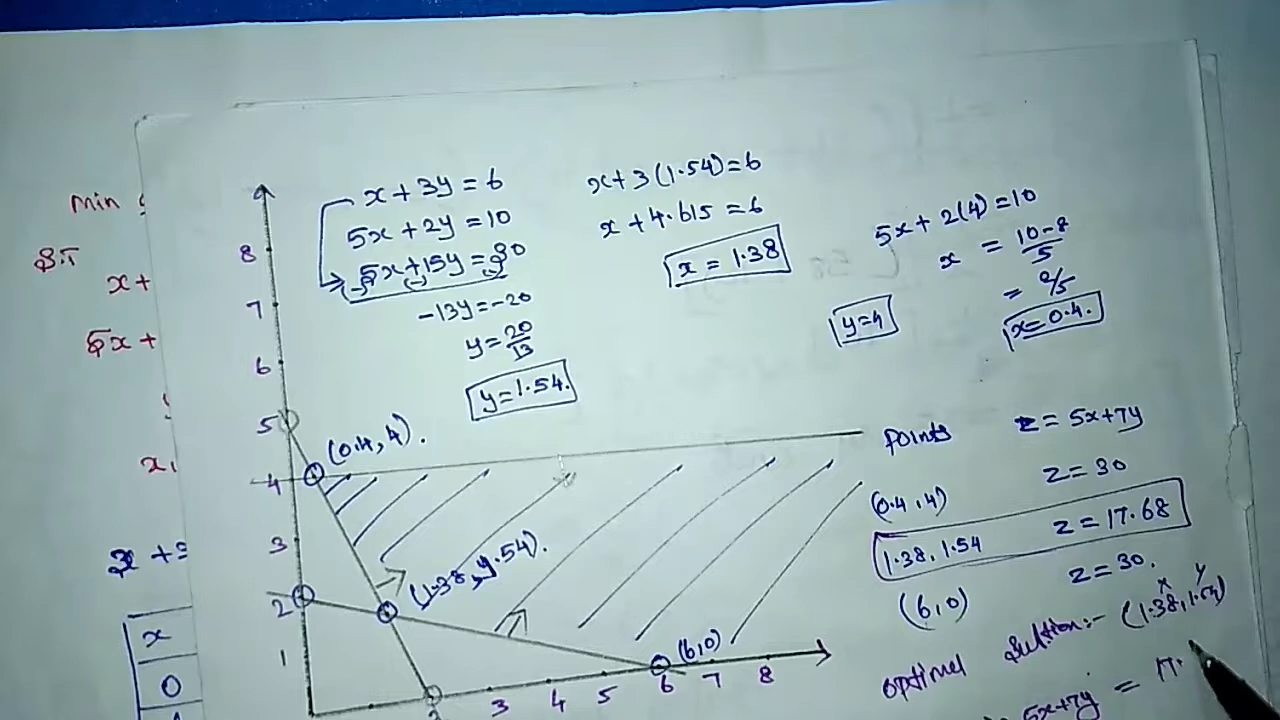 min
x+
5x+
x+3y=6
5x+2y=10
5x+15y=30
-13y=-20
y=20/13
y=1.54.
x+3(1.54)=6
x+4.615=6
x=1.38
5x+2(4)=10
x = 10-8/5
= 2/5
x=0.4.
y=4
8
7
6
5
4
3
2
1
(0.4,4).
(1.38,1.54).
(6,0)
3 4 5 6 7 8
Points z=5x+7y
(0.4,4) z=30
1.38,1.54 z=17.68
(6,0) z=30.
x y
optimal solution:- (1.38,1.54)
5x+7y = 17.
x
0